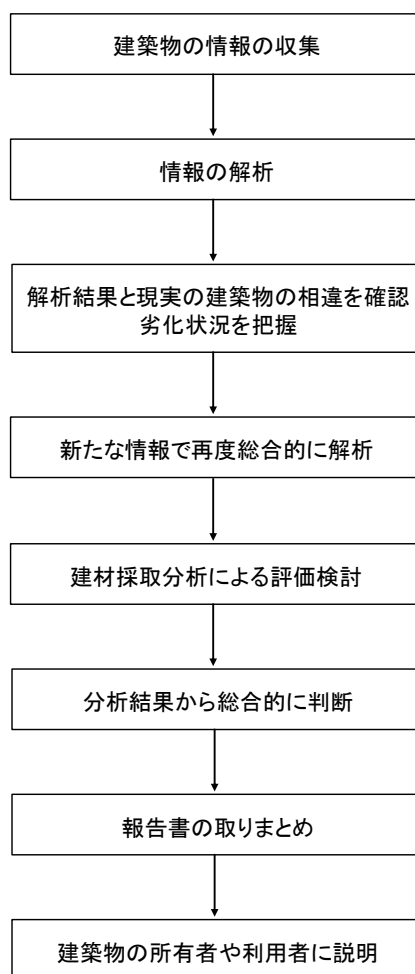 建築物の情報の収集
情報の解析
解析結果と現実の建築物の相違を確認
劣化状況を把握
新たな情報で再度総合的に解析
建材採取分析による評価検討
分析結果から総合的に判断
報告書の取りまとめ
建築物の所有者や利用者に説明